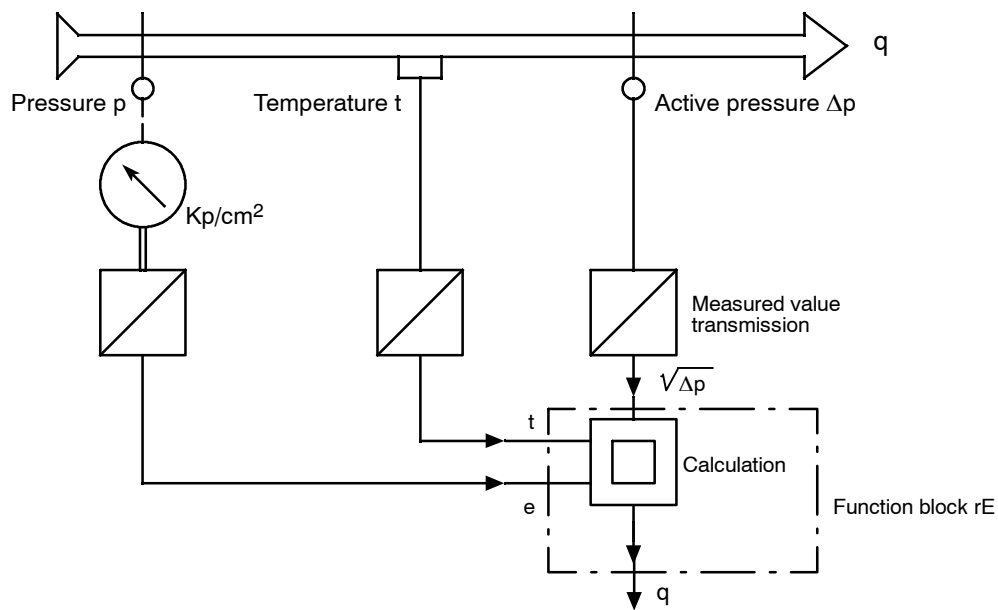 q
Pressure p
Temperature t
Active pressure Δp
Kp/cm²
Measured value
transmission
√Δp
t
Calculation
e
Function block rE
q